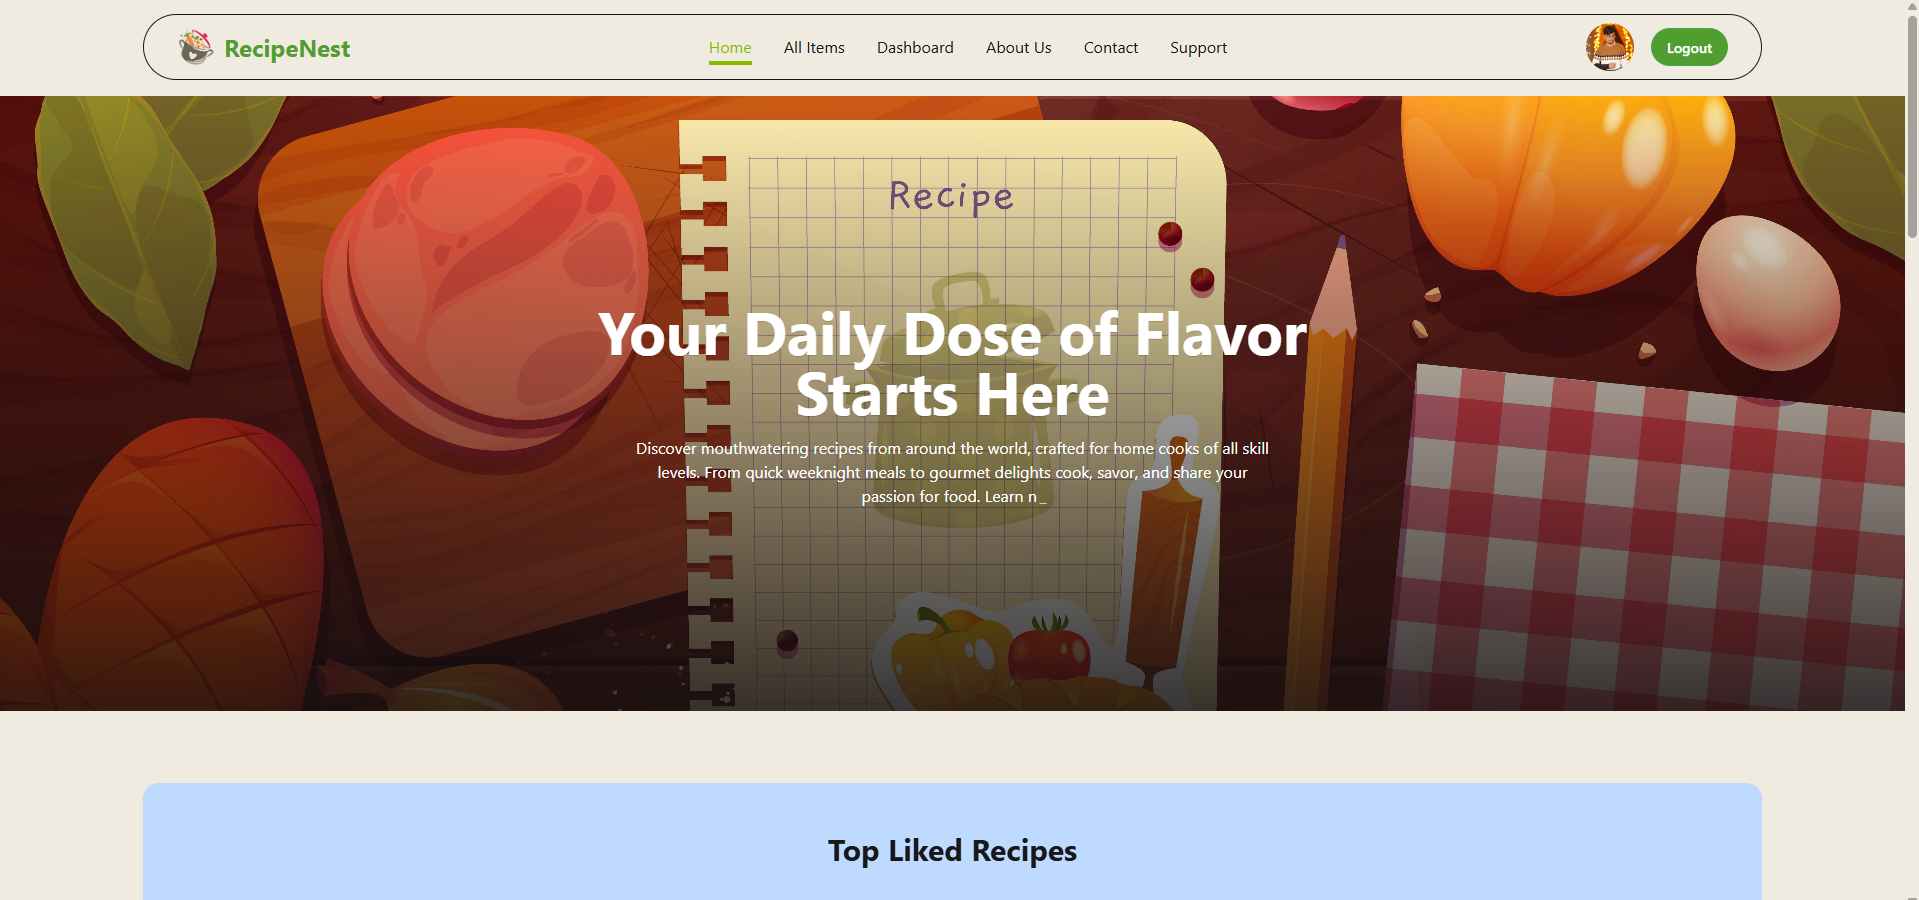 RecipeNest
Home
All Items
Dashboard
About Us
Contact
Support
Logout
Recipe
Your Daily Dose of Flavor
Starts Here
Discover mouthwatering recipes from around the world, crafted for home cooks of all skill
levels. From quick weeknight meals to gourmet delights cook, savor, and share your
passion for food. Learn n _
Top Liked Recipes